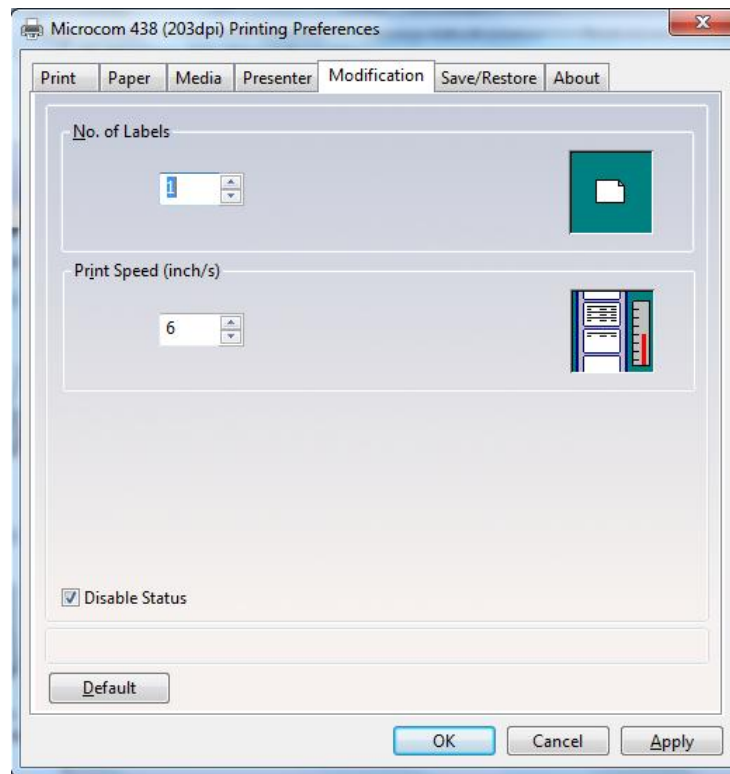 Microcom 438 (203dpi) Printing Preferences
Print Paper Media Presenter Modification Save/Restore About
No. of Labels
1
Print Speed (inch/s)
6
Disable Status
Default
OK Cancel Apply